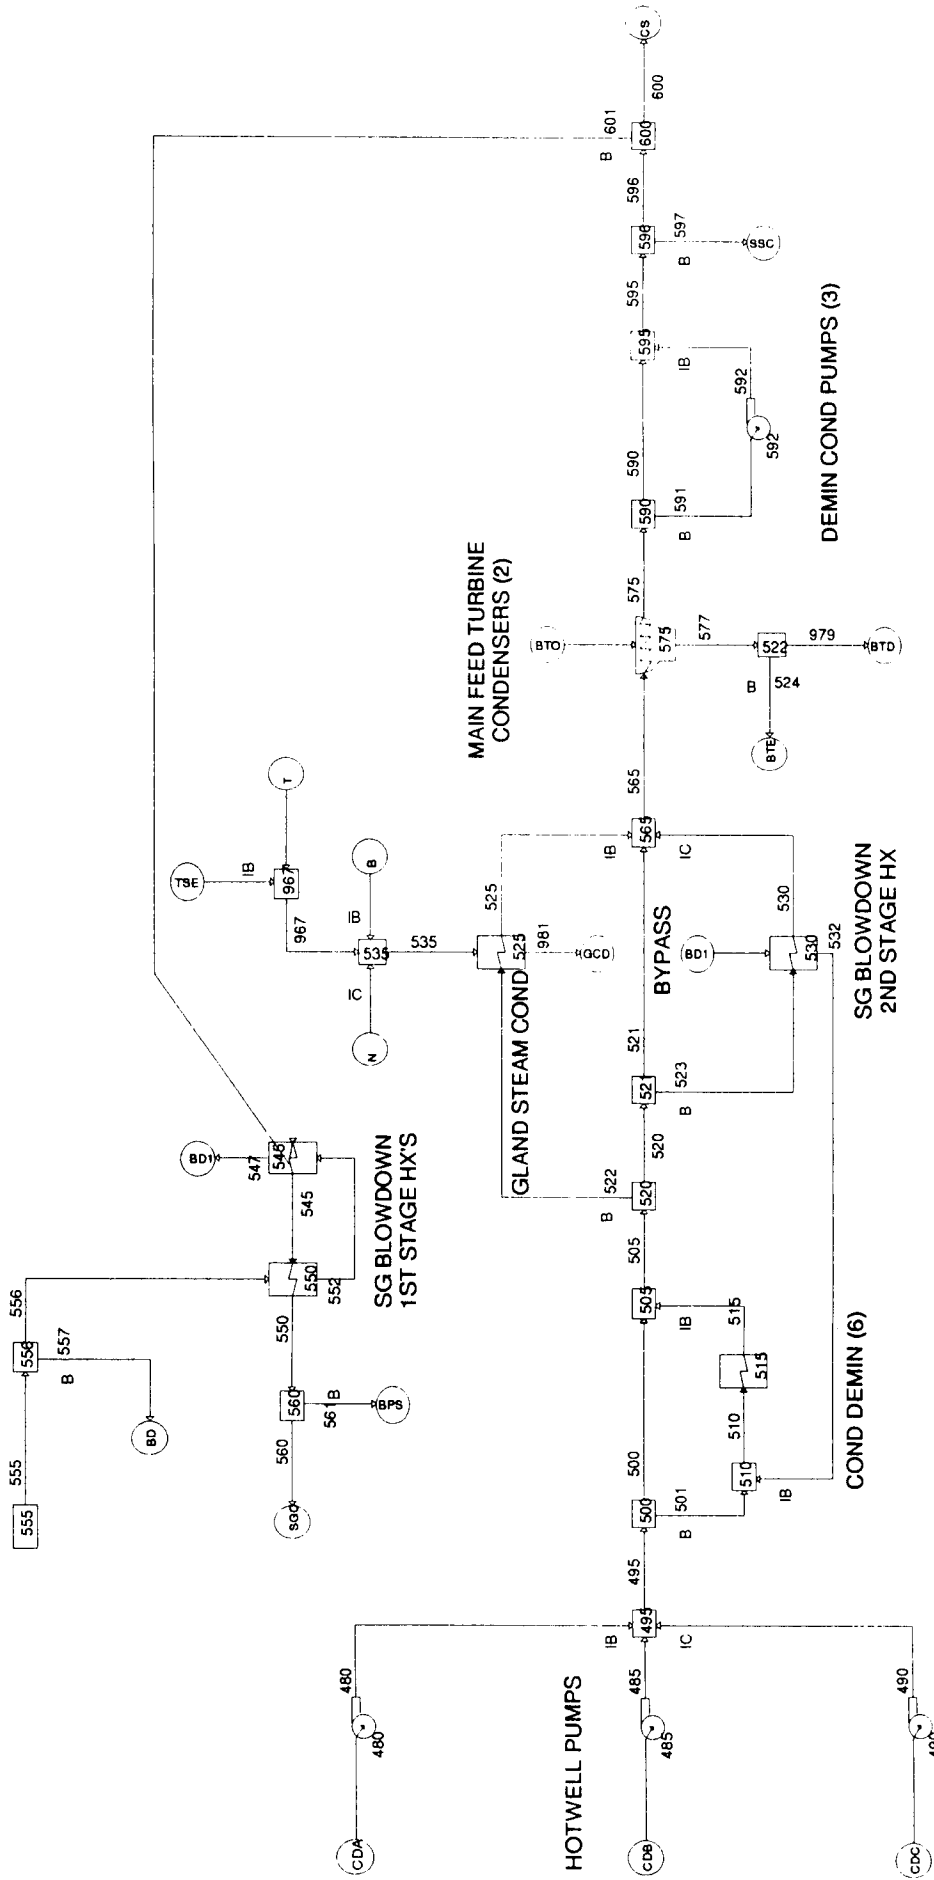 CS
600
601
B
600
596
596
597
B
SSC
595
595
IB
592
592
590
590
591
B
DEMIN COND PUMPS (3)
MAIN FEED TURBINE
CONDENSERS (2)
BTO
575
575
577
522
979
BTD
B
524
BTE
565
565
IB
IC
T
TSE
IB
967
967
B
IB
535
535
IC
N
525
525
981
GCD
GLAND STEAM COND
BYPASS
BD1
530
530
532
SG BLOWDOWN
2ND STAGE HX
521
521
523
B
520
520
522
B
BD1
547
546
545
550
552
SG BLOWDOWN
1ST STAGE HX'S
550
560
561
B
BPS
560
SGO
556
556
557
B
BD
555
555
505
505
IB
515
515
510
510
IB
COND DEMIN (6)
500
500
501
B
495
495
IB
IC
480
480
CDA
485
485
CDB
490
CDC
HOTWELL PUMPS